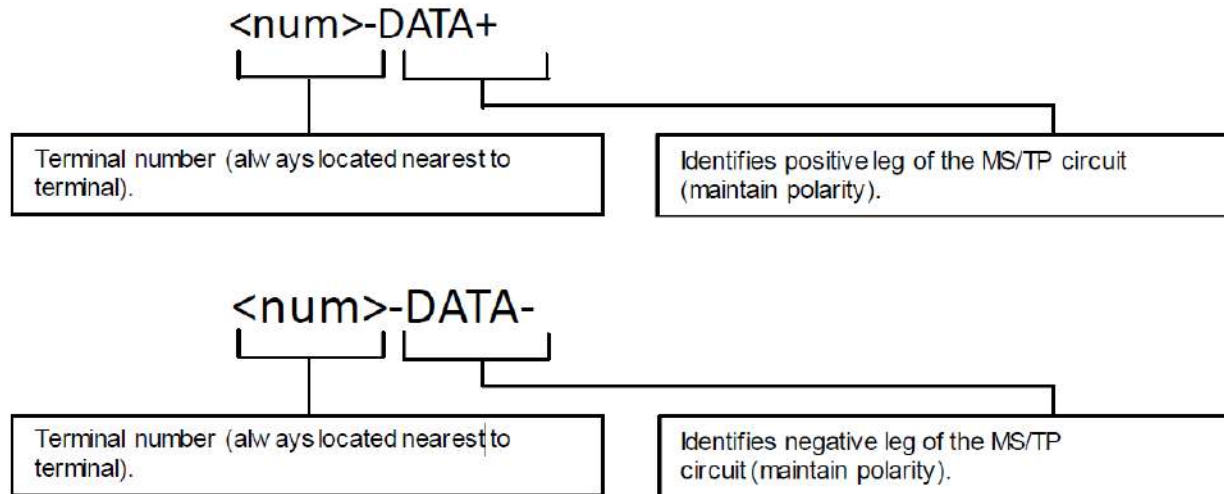 <num>-DATA+
Terminal number (alw ays located nearest to
terminal).
Identifies positive leg of the MS/TP circuit
(maintain polarity).
<num>-DATA-
Terminal number (alw ays located nearest to
terminal).
Identifies negative leg of the MS/TP
circuit (maintain polarity).